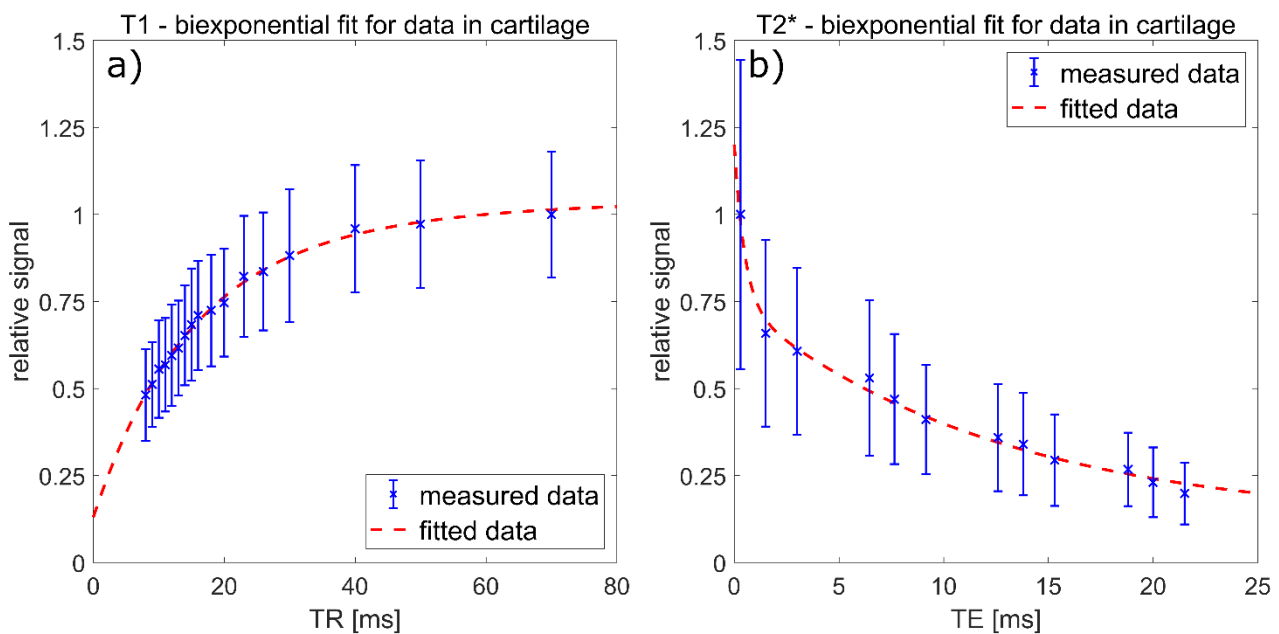 T1 - biexponential fit for data in cartilage
a)
1.5
1.25
1
0.75
0.5
0.25
0
relative signal
measured data
fitted data
0 20 40 60 80
TR [ms]
T2* - biexponential fit for data in cartilage
b)
measured data
fitted data
1.5
1.25
1
0.75
0.5
0.25
0
relative signal
0 5 10 15 20 25
TE [ms]